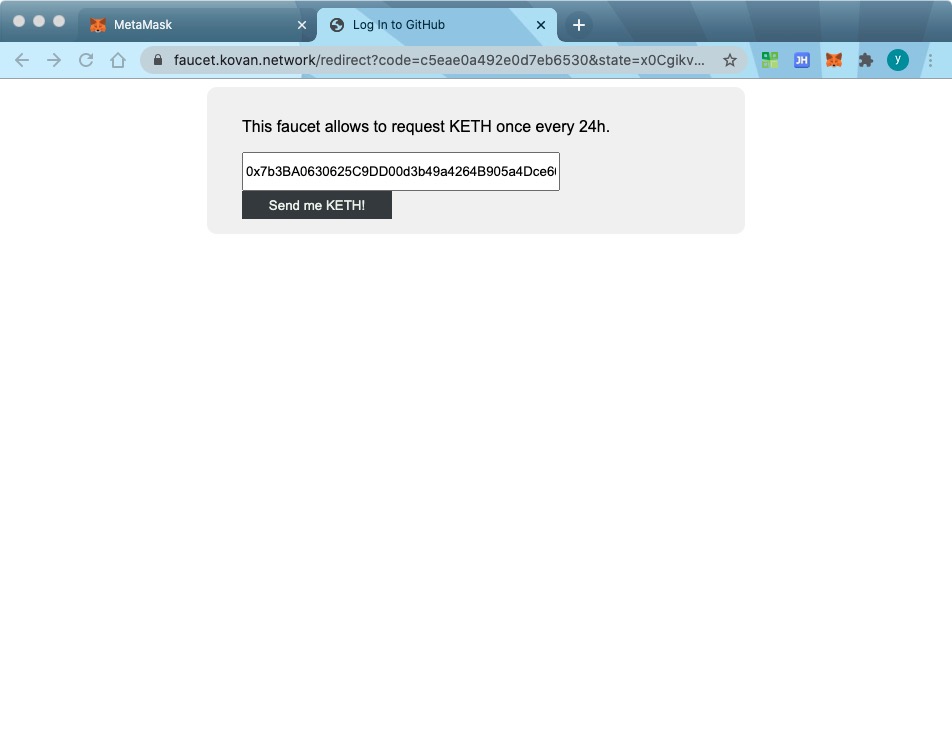 MetaMask
Log In to GitHub
faucet.kovan.network/redirect?code=c5eae0a492e0d7eb6530&state=x0Cgikv...
JH
y
This faucet allows to request KETH once every 24h.
0x7b3BA0630625C9DD00d3b49a4264B905a4Dce6
Send me KETH!